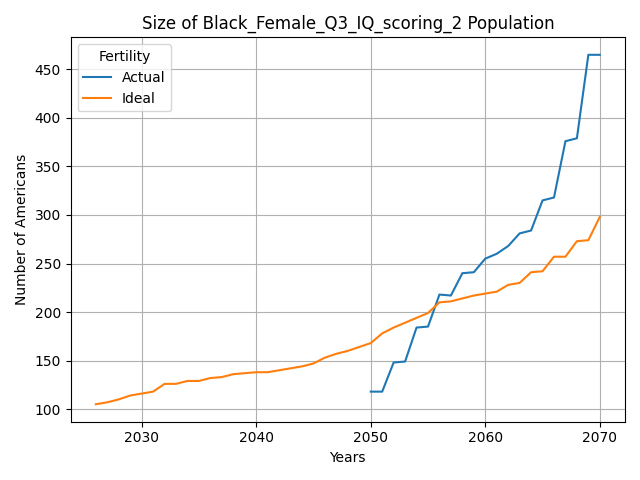 Size of Black_Female_Q3_IQ_scoring_2 Population
Fertility
Actual
Ideal
Number of Americans
450
400
350
300
250
200
150
100
2030 2040 2050 2060 2070
Years